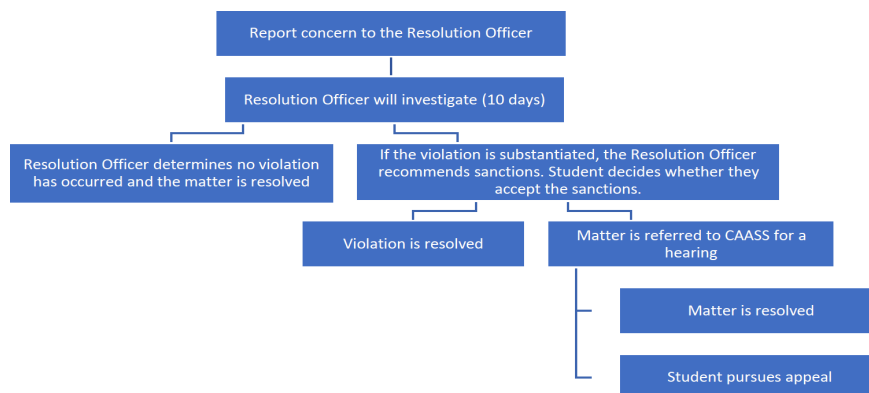 Report concern to the Resolution Officer
Resolution Officer will investigate (10 days)
Resolution Officer determines no violation
has occurred and the matter is resolved
If the violation is substantiated, the Resolution Officer
recommends sanctions. Student decides whether they
accept the sanctions.
Violation is resolved
Matter is referred to CAASS for a
hearing
Matter is resolved
Student pursues appeal